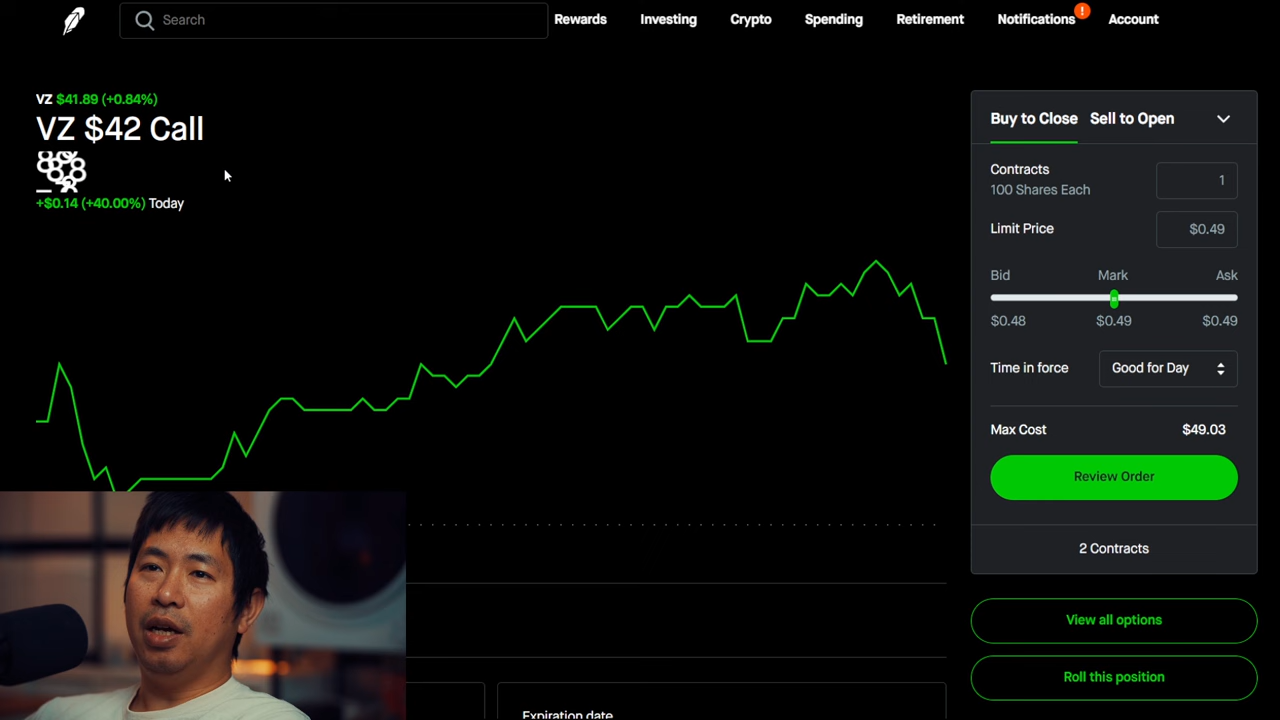 Search
Rewards
Investing
Crypto
Spending
Retirement
Notifications
!
Account
VZ $41.89 (+0.84%)
VZ $42 Call
+$0.14 (+40.00%) Today
Buy to Close
Sell to Open
Contracts
100 Shares Each
1
Limit Price
$0.49
Bid
Mark
Ask
$0.48
$0.49
$0.49
Time in force
Good for Day
Max Cost
$49.03
Review Order
2 Contracts
View all options
Roll this position
Expiration date